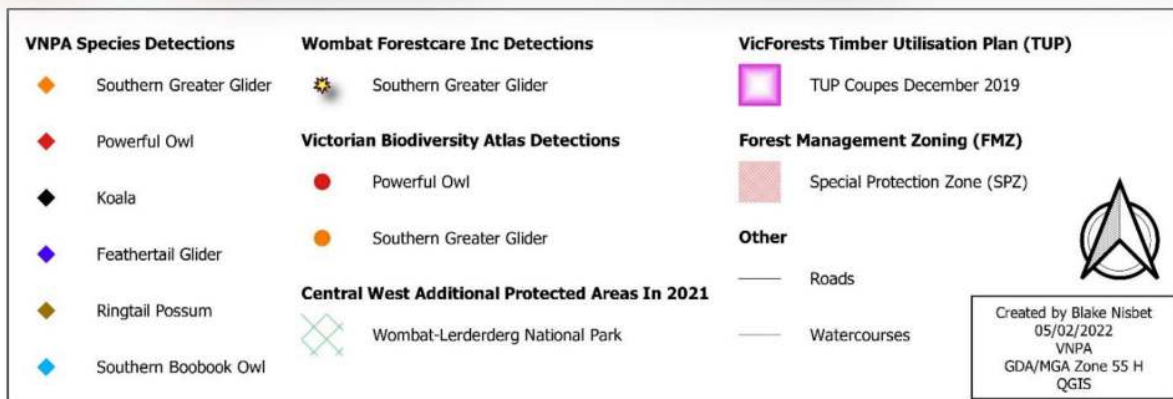 VNPA Species Detections
Southern Greater Glider
Powerful Owl
Koala
Feathertail Glider
Ringtail Possum
Southern Boobook Owl
Wombat Forestcare Inc Detections
Southern Greater Glider
Victorian Biodiversity Atlas Detections
Powerful Owl
Southern Greater Glider
Central West Additional Protected Areas In 2021
Wombat-Lerderderg National Park
VicForests Timber Utilisation Plan (TUP)
TUP Coupes December 2019
Forest Management Zoning (FMZ)
Special Protection Zone (SPZ)
Other
Roads
Watercourses
Created by Blake Nisbet
05/02/2022
VNPA
GDA/MGA Zone 55 H
QGIS